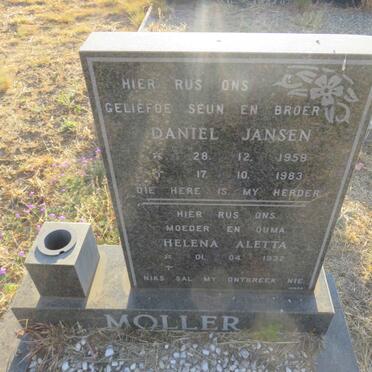 HIER RUS ONS
GELIEFDE SEUN EN BROER
DANIEL JANSEN
* 28. 12. 1959
† 17. 10. 1983
DIE HERE IS MY HERDER
HIER RUS ONS
MOEDER EN OUMA
HELENA ALETTA
* 01. 04. 1932
†
NIKS SAL MY ONTBREEK NIE
MOLLER